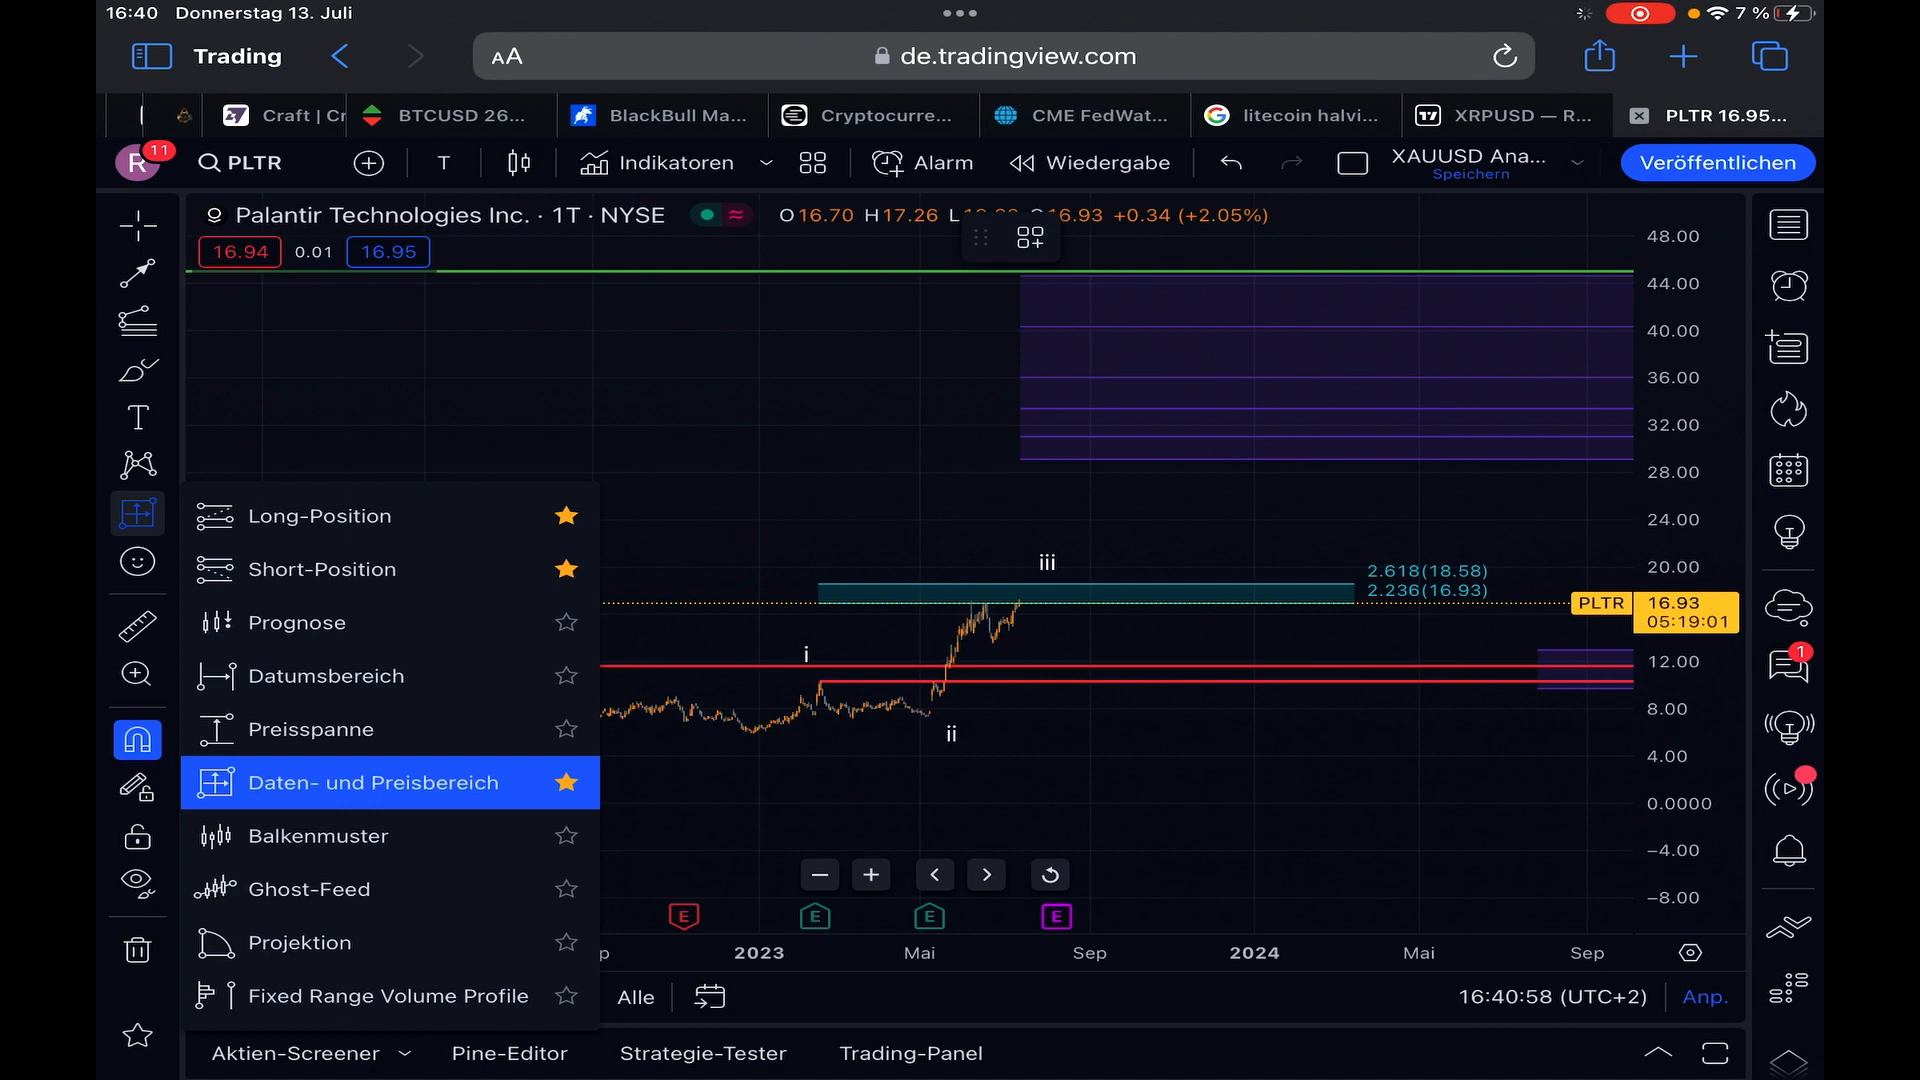 16:40 Donnerstag 13. Juli
7 %
Trading
AA
de.tradingview.com
Craft | Cr
BTCUSD 26...
BlackBull Ma...
Cryptocurre...
CME FedWat...
litecoin halvi...
XRPUSD — R...
PLTR 16.95...
R
11
PLTR
T
Indikatoren
Alarm
Wiedergabe
XAUUSD Ana...
Speichern
Veröffentlichen
Palantir Technologies Inc. · 1T · NYSE
O16.70 H17.26 L 16.93 +0.34 (+2.05%)
16.94
0.01
16.95
48.00
44.00
40.00
36.00
32.00
28.00
24.00
20.00
12.00
8.00
4.00
0.0000
−4.00
−8.00
iii
2.618(18.58)
2.236(16.93)
PLTR
16.93
05:19:01
i
ii
1
Long-Position
Short-Position
Prognose
Datumsbereich
Preisspanne
Daten- und Preisbereich
Balkenmuster
Ghost-Feed
Projektion
Fixed Range Volume Profile
E
E
E
E
p
2023
Mai
Sep
2024
Mai
Sep
Alle
16:40:58 (UTC+2)
Anp.
Aktien-Screener
Pine-Editor
Strategie-Tester
Trading-Panel